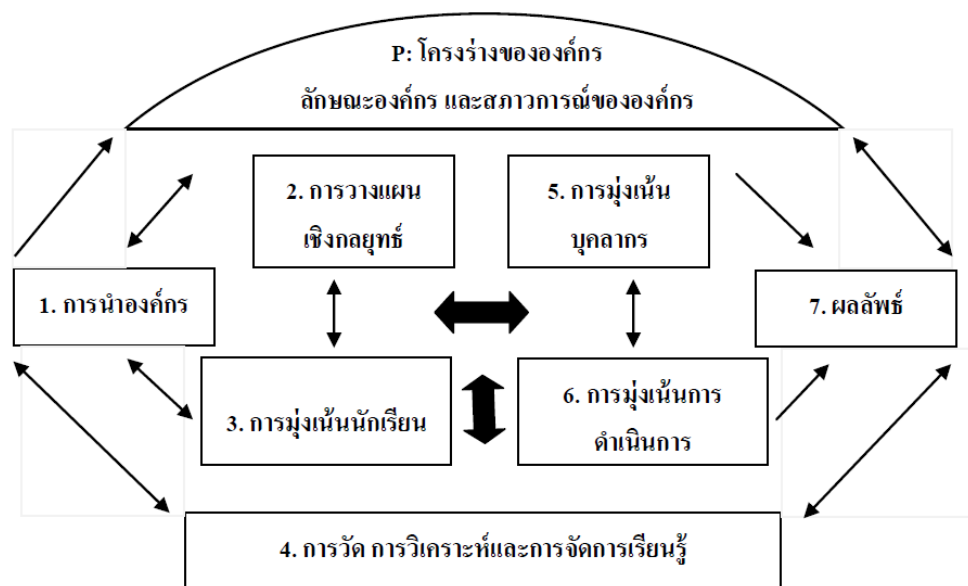 P: โครงร่างขององค์กร
ลักษณะองค์กร และสภาวการณ์ขององค์กร
2. การวางแผน
เชิงกลยุทธ์
5. การมุ่งเน้น
บุคลากร
1. การนำองค์กร
7. ผลลัพธ์
3. การมุ่งเน้นนักเรียน
6. การมุ่งเน้นการ
ดำเนินการ
4. การวัด การวิเคราะห์และการจัดการเรียนรู้